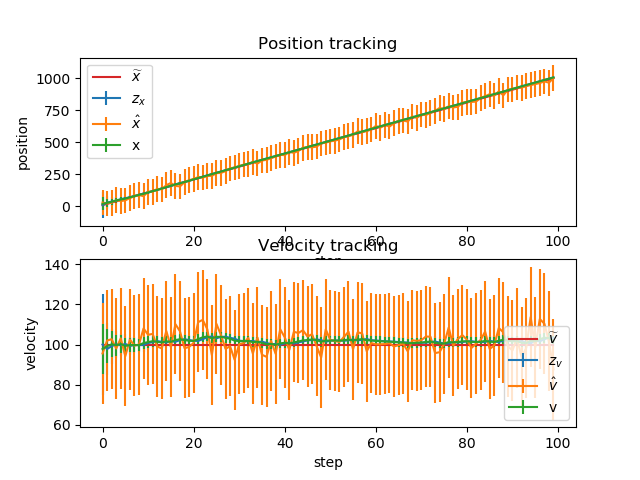 Position tracking
position
1000
750
500
250
0
x̃
z_x
x̂
x
0 20 40 60 80 100
step
Velocity tracking
velocity
140
120
100
80
60
ṽ
z_v
v̂
v
0 20 40 60 80 100
step